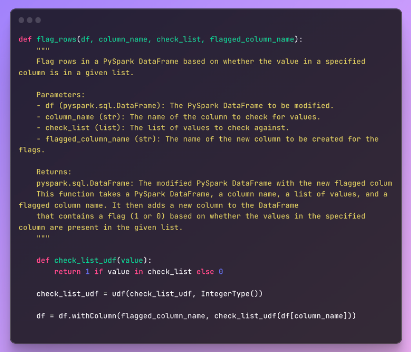 def flag_rows(df, column_name, check_list, flagged_column_name):
"""
Flag rows in a PySpark DataFrame based on whether the value in a specified
column is in a given list.
Parameters:
- df (pyspark.sql.DataFrame): The PySpark DataFrame to be modified.
- column_name (str): The name of the column to check for values.
- check_list (list): The list of values to check against.
- flagged_column_name (str): The name of the new column to be created for the
flags.
Returns:
pyspark.sql.DataFrame: The modified PySpark DataFrame with the new flagged colum
This function takes a PySpark DataFrame, a column name, a list of values, and a
flagged column name. It then adds a new column to the DataFrame
that contains a flag (1 or 0) based on whether the values in the specified
column are present in the given list.
"""
def check_list_udf(value):
return 1 if value in check_list else 0
check_list_udf = udf(check_list_udf, IntegerType())
df = df.withColumn(flagged_column_name, check_list_udf(df[column_name]))